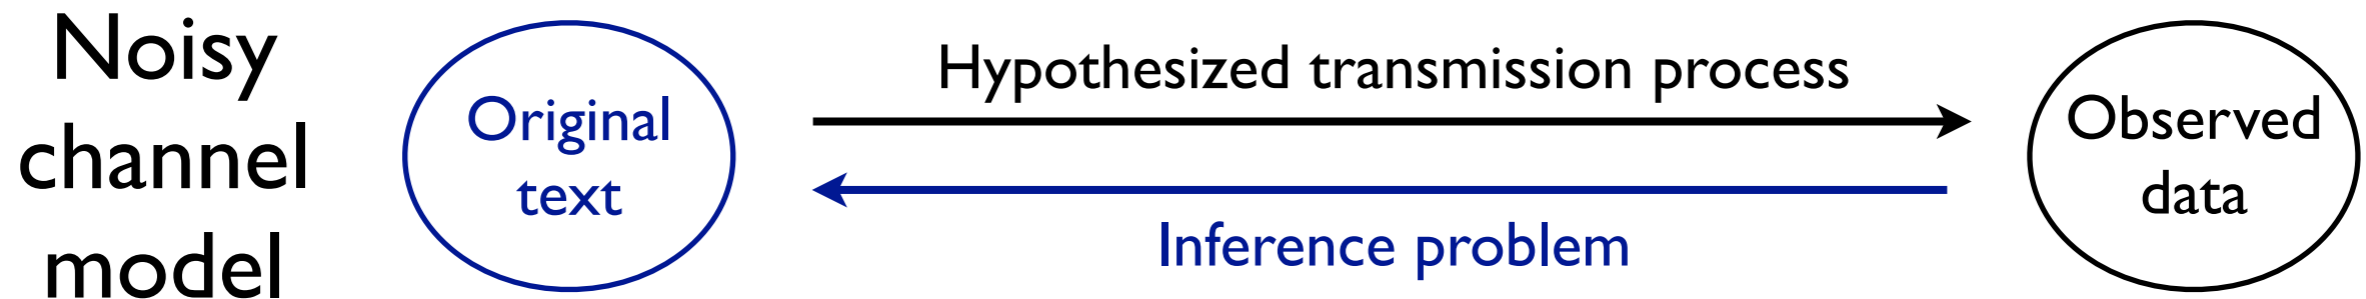 Noisy
channel
model
Original
text
Hypothesized transmission process
Inference problem
Observed
data